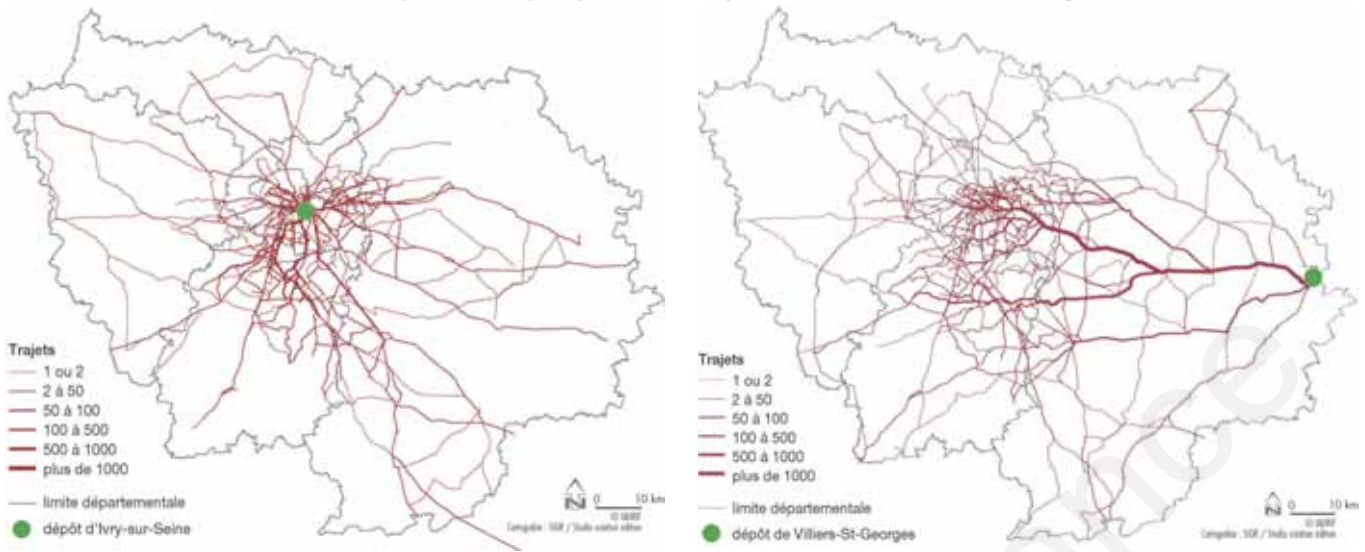 Trajets
1 ou 2
2 à 50
50 à 100
100 à 500
500 à 1000
plus de 1000
limite départementale
dépôt d'Ivry-sur-Seine
N 0 10 km
Trajets
1 ou 2
2 à 50
50 à 100
100 à 500
500 à 1000
plus de 1000
limite départementale
dépôt de Villiers-St-Georges
N 0 10 km